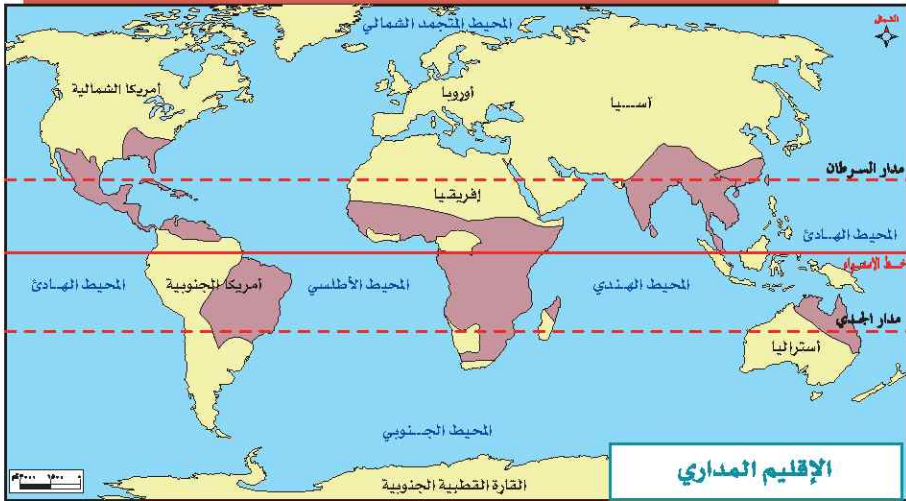 المحيط المتجمد الشمالي
الشمال
أمريكا الشمالية
أوروبا
آســـيا
مدار السرطان
إفريقيا
المحيط الهادئ
خط الاستواء
المحيط الهادئ
أمريكا الجنوبية
المحيط الأطلسي
المحيط الهندي
مدار الجدي
أستراليا
المحيط الجنوبي
الإقليم المداري
القارة القطبية الجنوبية